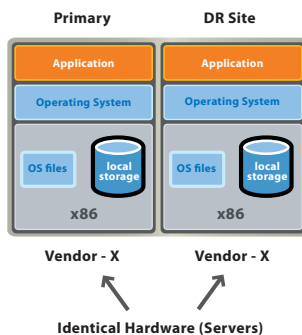 Primary DR Site
Application Application
Operating System Operating System
OS files local storage OS files local storage
x86 x86
Vendor - X Vendor - X
Identical Hardware (Servers)